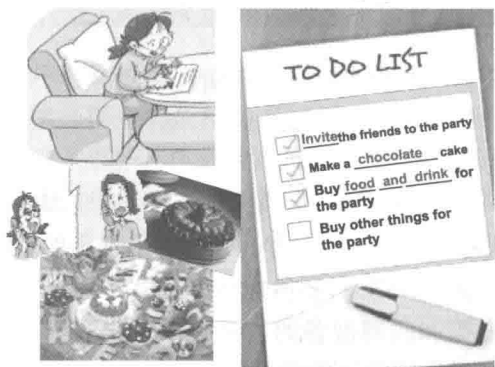 TO DO LIST
Invite the friends to the party
Make a chocolate cake
Buy food and drink for
the party
Buy other things for
the party